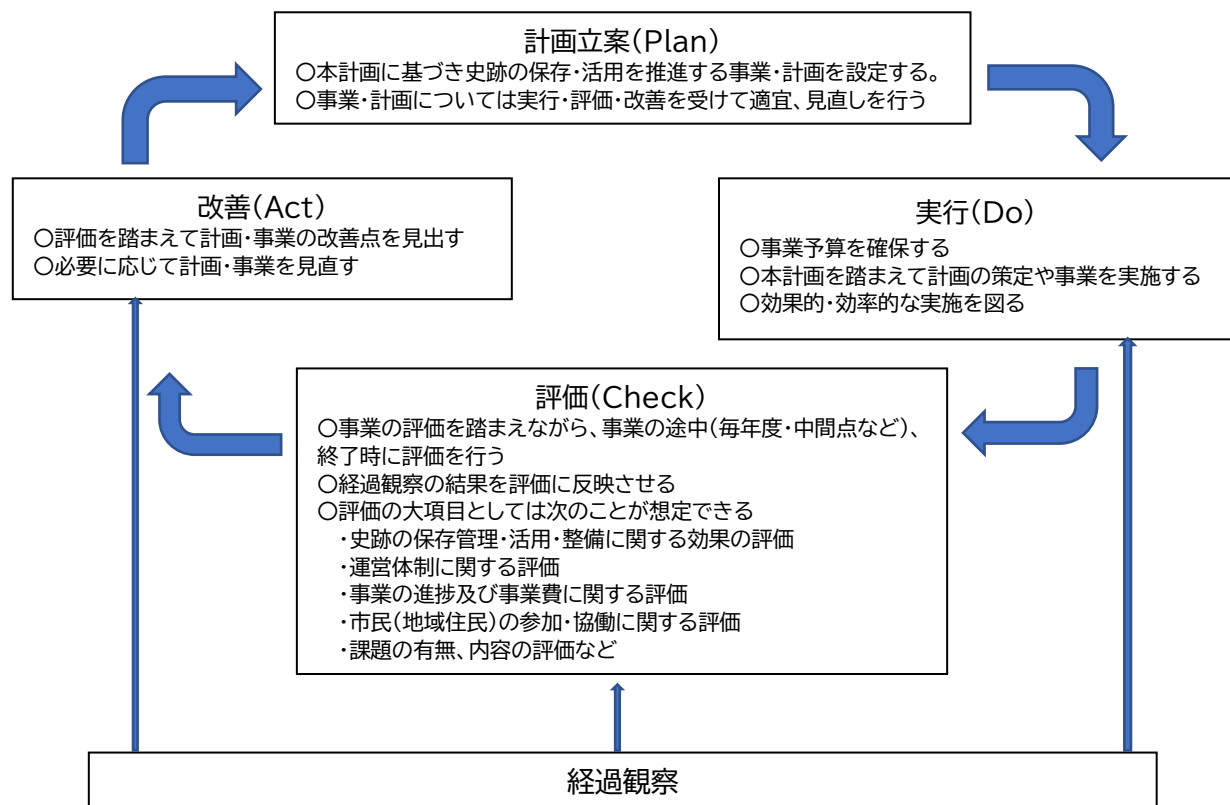 計画立案(Plan)
○本計画に基づき史跡の保存・活用を推進する事業・計画を設定する。
○事業・計画については実行・評価・改善を受けて適宜、見直しを行う
改善(Act)
○評価を踏まえて計画・事業の改善点を見出す
○必要に応じて計画・事業を見直す
実行(Do)
○事業予算を確保する
○本計画を踏まえて計画の策定や事業を実施する
○効果的・効率的な実施を図る
評価(Check)
○事業の評価を踏まえながら、事業の途中(毎年度・中間点など)、
終了時に評価を行う
○経過観察の結果を評価に反映させる
○評価の大項目としては次のことが想定できる
・史跡の保存管理・活用・整備に関する効果の評価
・運営体制に関する評価
・事業の進捗及び事業費に関する評価
・市民(地域住民)の参加・協働に関する評価
・課題の有無、内容の評価など
経過観察